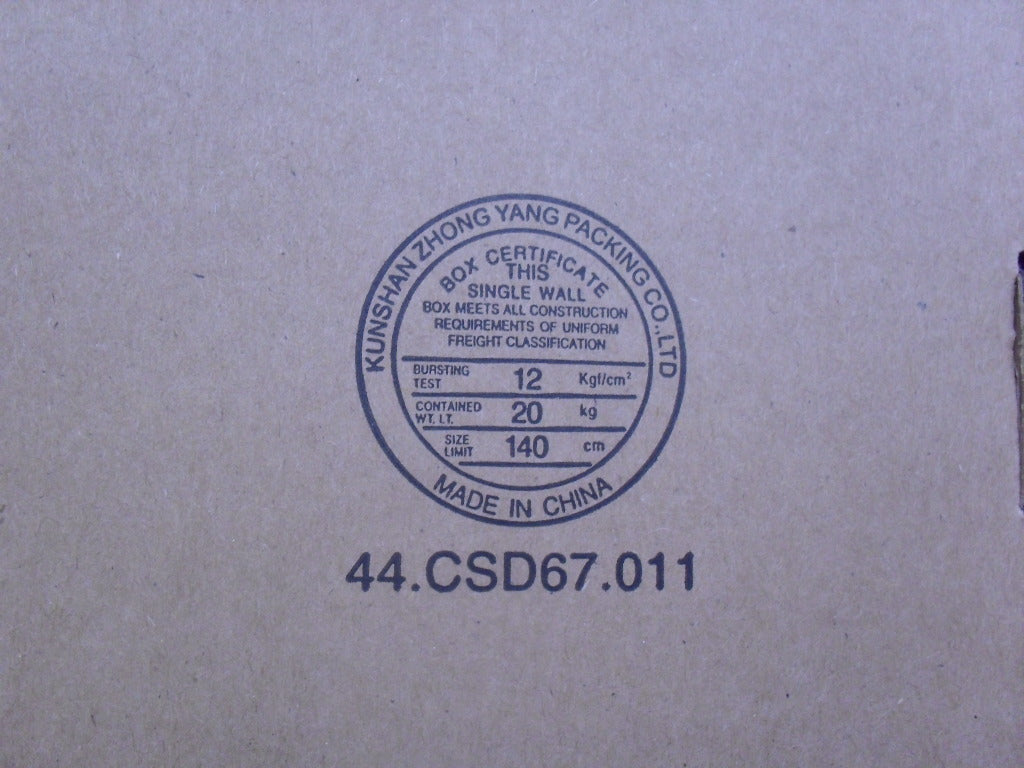 KUNSHAN ZHONG YANG PACKING CO.,LTD
BOX CERTIFICATE
THIS
SINGLE WALL
BOX MEETS ALL CONSTRUCTION
REQUIREMENTS OF UNIFORM
FREIGHT CLASSIFICATION
BURSTING TEST 12 Kgf/cm²
CONTAINED WT. LT. 20 kg
SIZE LIMIT 140 cm
MADE IN CHINA
44.CSD67.011